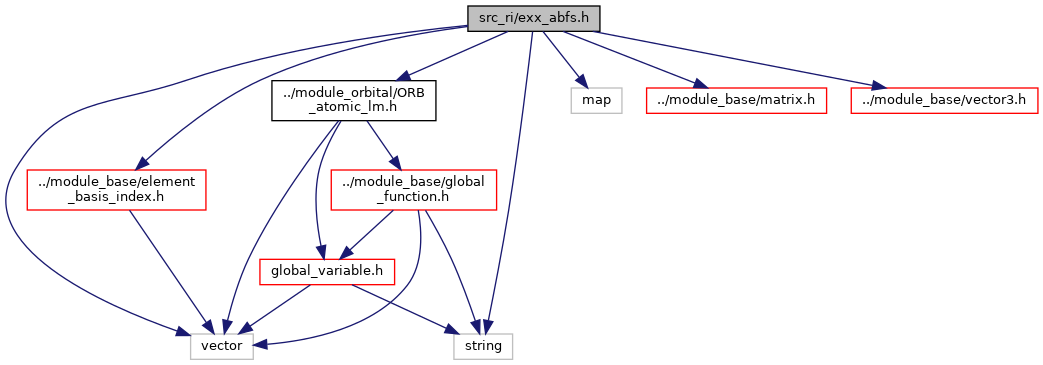 src_ri/exx_abfs.h
../module_orbital/ORB
_atomic_lm.h
map
../module_base/matrix.h
../module_base/vector3.h
../module_base/element
_basis_index.h
../module_base/global
_function.h
global_variable.h
vector
string